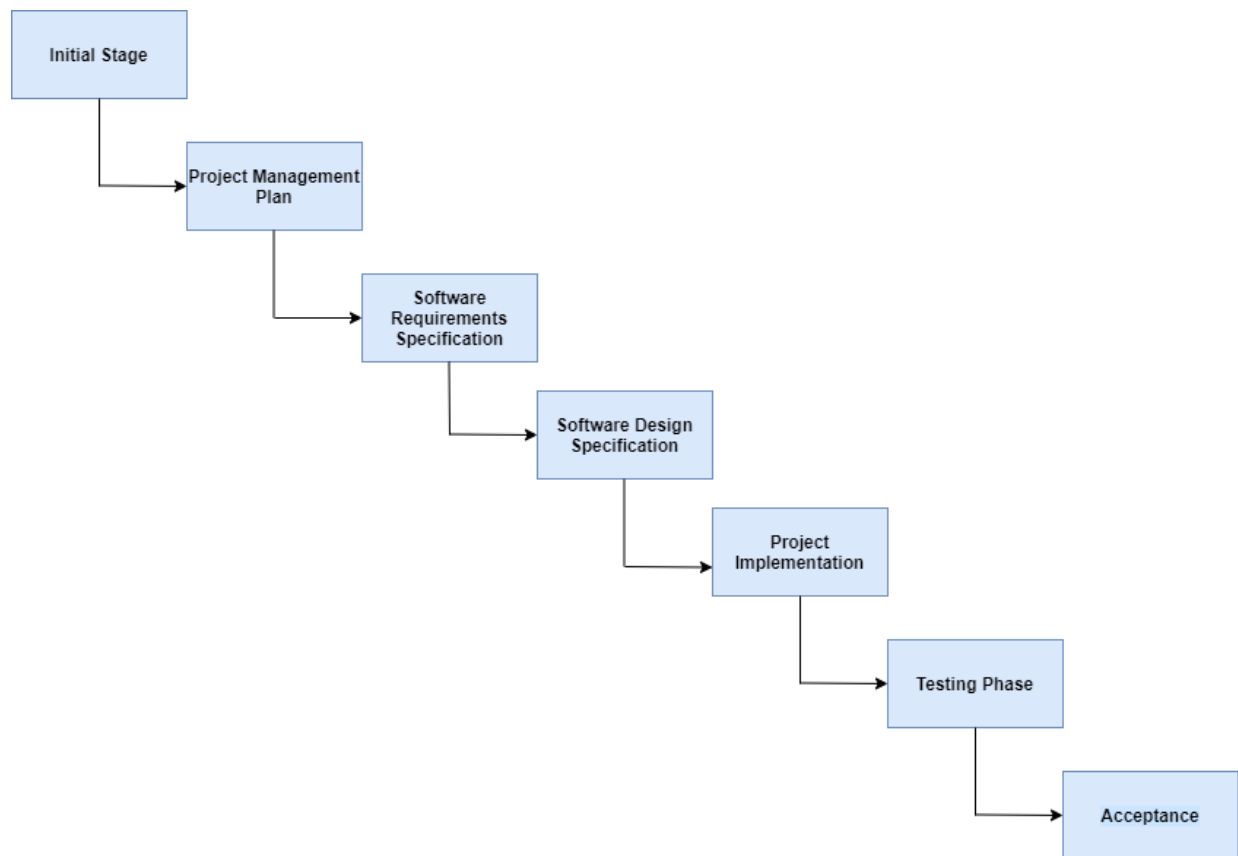 Initial Stage
Project Management
Plan
Software
Requirements
Specification
Software Design
Specification
Project
Implementation
Testing Phase
Acceptance